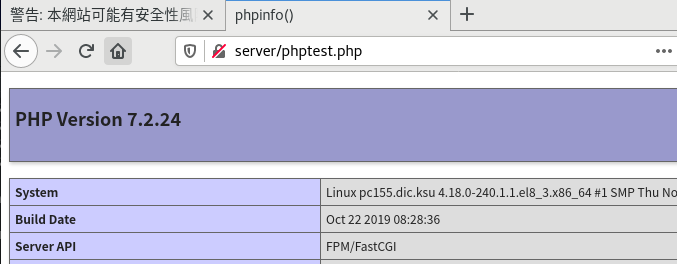 警告: 本網站可能有安全性風
phpinfo()
server/phptest.php
PHP Version 7.2.24
System
Linux pc155.dic.ksu 4.18.0-240.1.1.el8_3.x86_64 #1 SMP Thu No
Build Date
Oct 22 2019 08:28:36
Server API
FPM/FastCGI